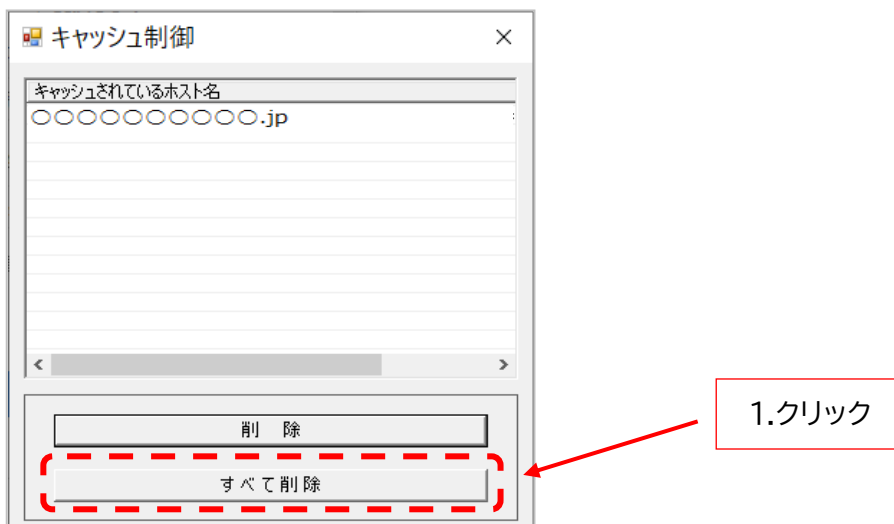 キャッシュ制御
キャッシュされているホスト名
○○○○○○○○○○.jp
削　除
1.クリック
すべて削除